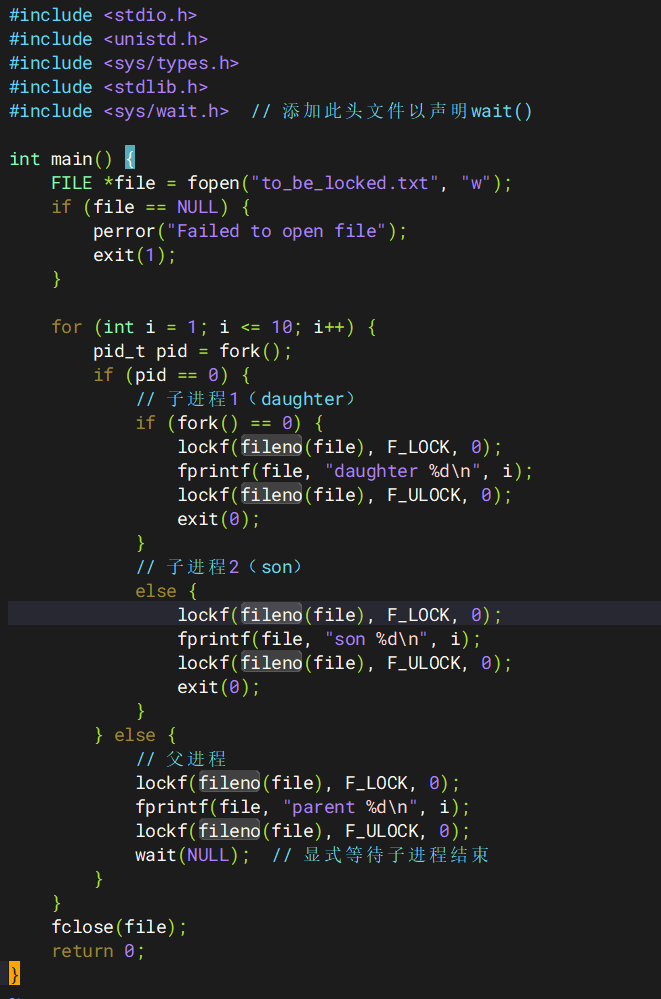 #include <stdio.h>
#include <unistd.h>
#include <sys/types.h>
#include <stdlib.h>
#include <sys/wait.h>  // 添加此头文件以声明wait()

int main() {
    FILE *file = fopen("to_be_locked.txt", "w");
    if (file == NULL) {
        perror("Failed to open file");
        exit(1);
    }

    for (int i = 1; i <= 10; i++) {
        pid_t pid = fork();
        if (pid == 0) {
            // 子进程1（daughter）
            if (fork() == 0) {
                lockf(fileno(file), F_LOCK, 0);
                fprintf(file, "daughter %d\n", i);
                lockf(fileno(file), F_ULOCK, 0);
                exit(0);
            }
            // 子进程2（son）
            else {
                lockf(fileno(file), F_LOCK, 0);
                fprintf(file, "son %d\n", i);
                lockf(fileno(file), F_ULOCK, 0);
                exit(0);
            }
        } else {
            // 父进程
            lockf(fileno(file), F_LOCK, 0);
            fprintf(file, "parent %d\n", i);
            lockf(fileno(file), F_ULOCK, 0);
            wait(NULL);  // 显式等待子进程结束
        }
    }
    fclose(file);
    return 0;
}